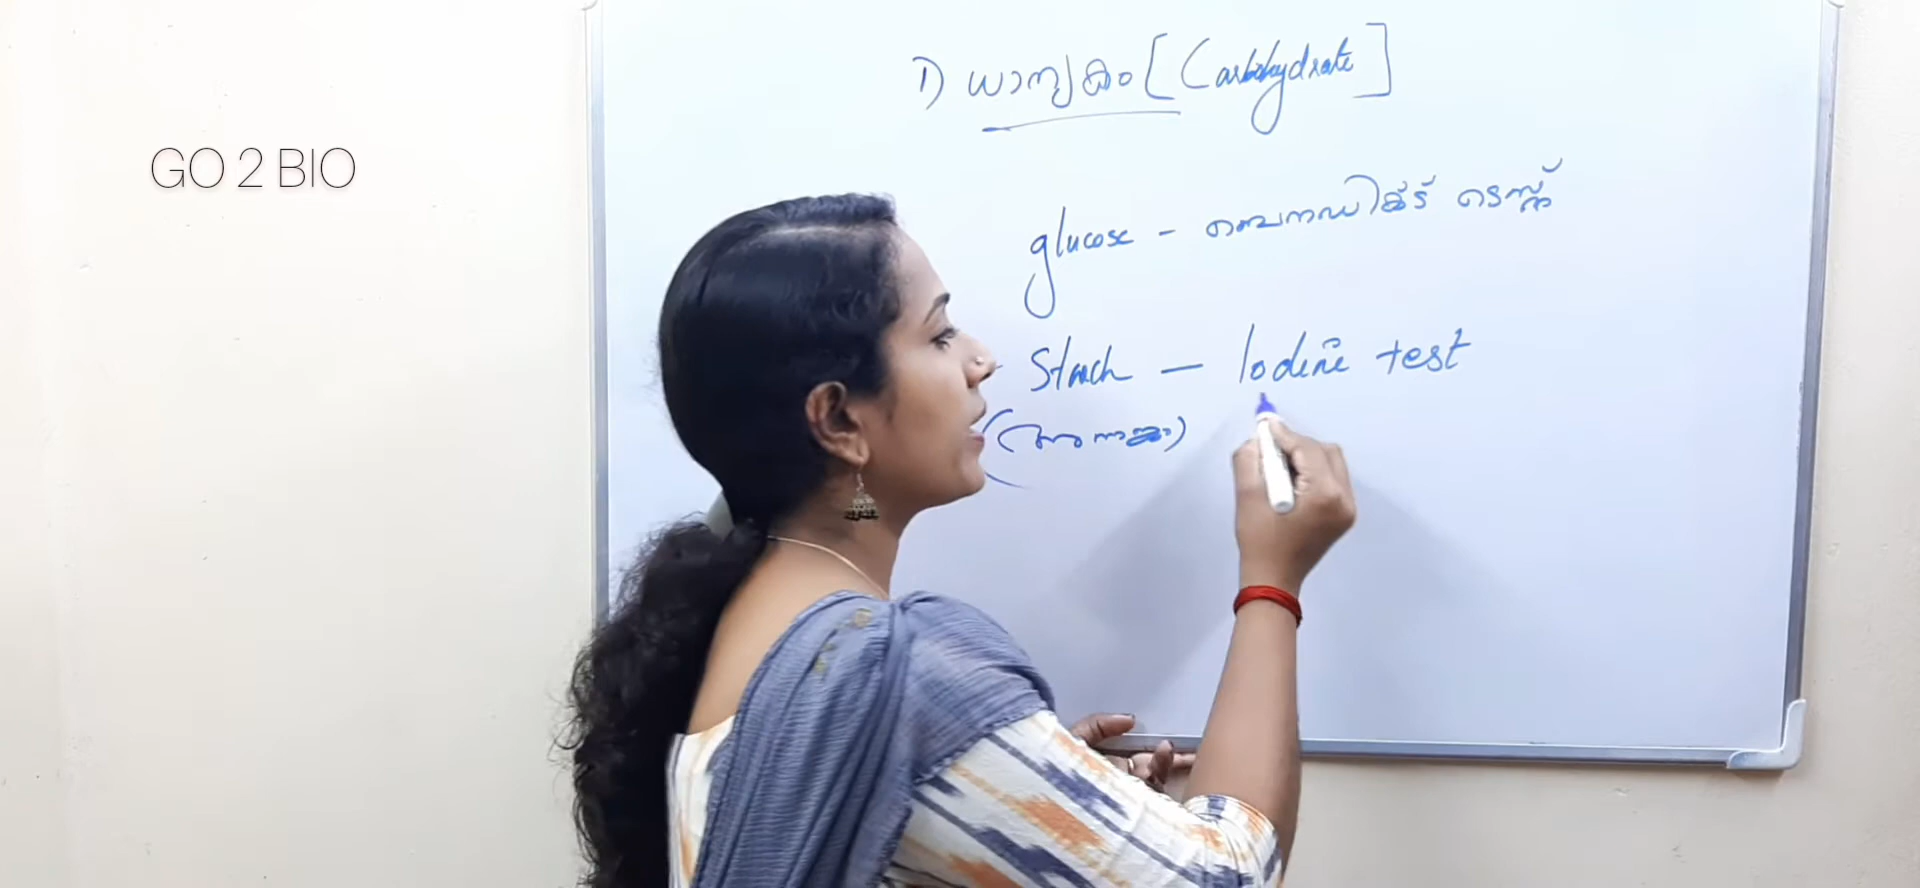 GO 2 BIO
1) ധാന്യകം [Carbohydrate]
glucose - ബെനഡിക്ട് ടെസ്റ്റ്
Starch - Iodine test
(അന്നജം)